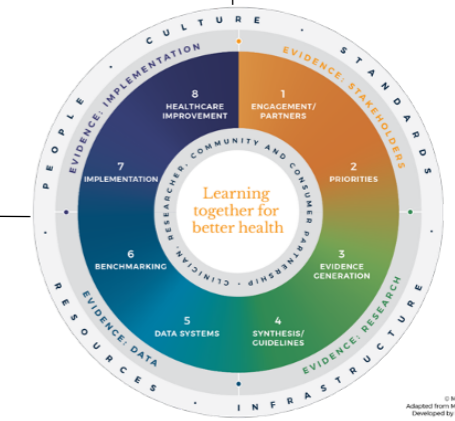 CULTURE
STANDARDS
INFRASTRUCTURE
RESOURCES
PEOPLE
EVIDENCE: IMPLEMENTATION
EVIDENCE: STAKEHOLDERS
EVIDENCE: RESEARCH
EVIDENCE: DATA
1
ENGAGEMENT/
PARTNERS
2
PRIORITIES
3
EVIDENCE
GENERATION
4
SYNTHESIS/
GUIDELINES
5
DATA SYSTEMS
6
BENCHMARKING
7
IMPLEMENTATION
8
HEALTHCARE
IMPROVEMENT
CLINICIAN, RESEARCHER, COMMUNITY AND CONSUMER PARTNERSHIP
Learning
together for
better health
© M
Adapted from M
Developed by